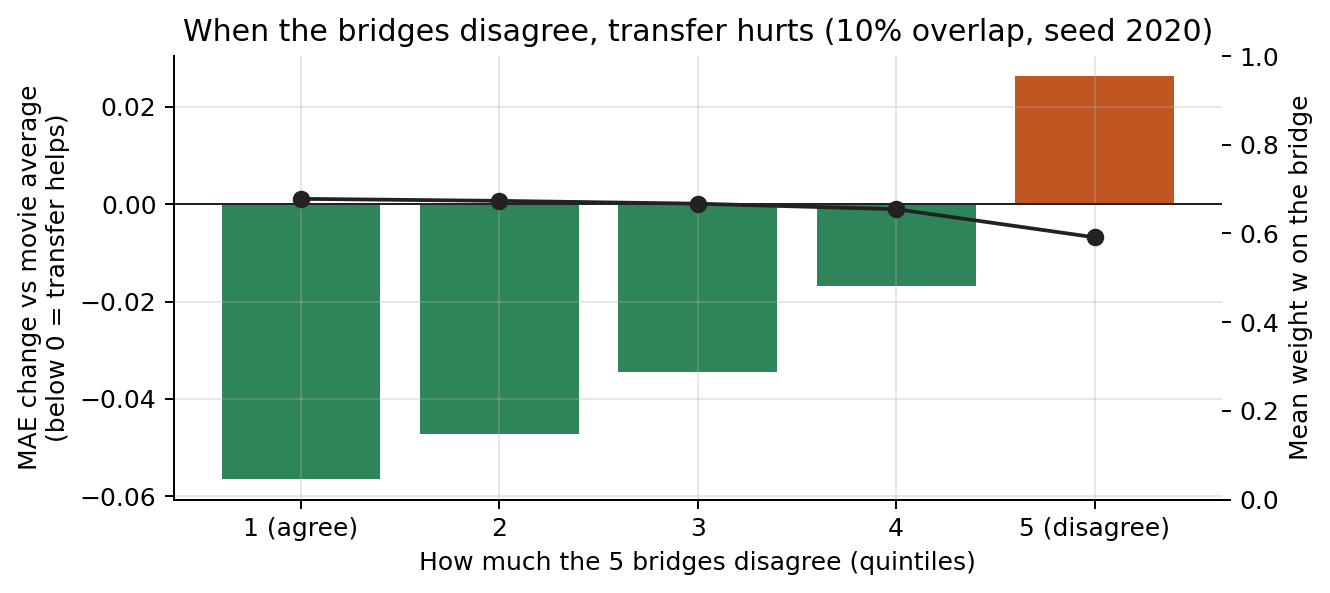 When the bridges disagree, transfer hurts (10% overlap, seed 2020)
MAE change vs movie average
(below 0 = transfer helps)
0.02
0.00
−0.02
−0.04
−0.06
1.0
0.8
0.6
0.4
0.2
0.0
Mean weight w on the bridge
1 (agree)
2
3
4
5 (disagree)
How much the 5 bridges disagree (quintiles)